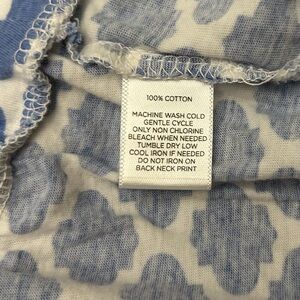 100% COTTON
MACHINE WASH COLD
GENTLE CYCLE
ONLY NON CHLORINE
BLEACH WHEN NEEDED
TUMBLE DRY LOW
COOL IRON IF NEEDED
DO NOT IRON ON
BACK NECK PRINT